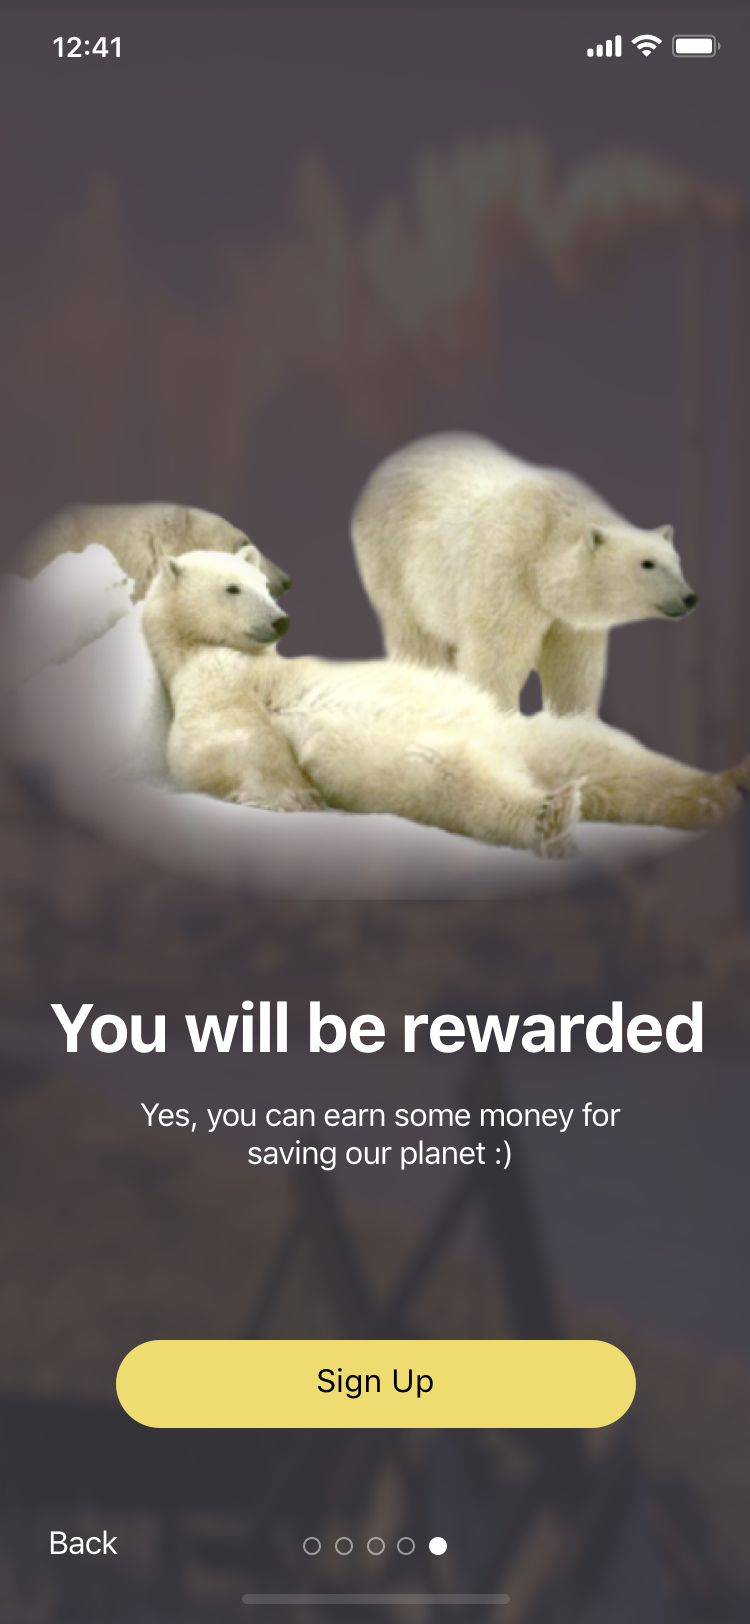 12:41
You will be rewarded
Yes, you can earn some money for
saving our planet :)
Sign Up
Back